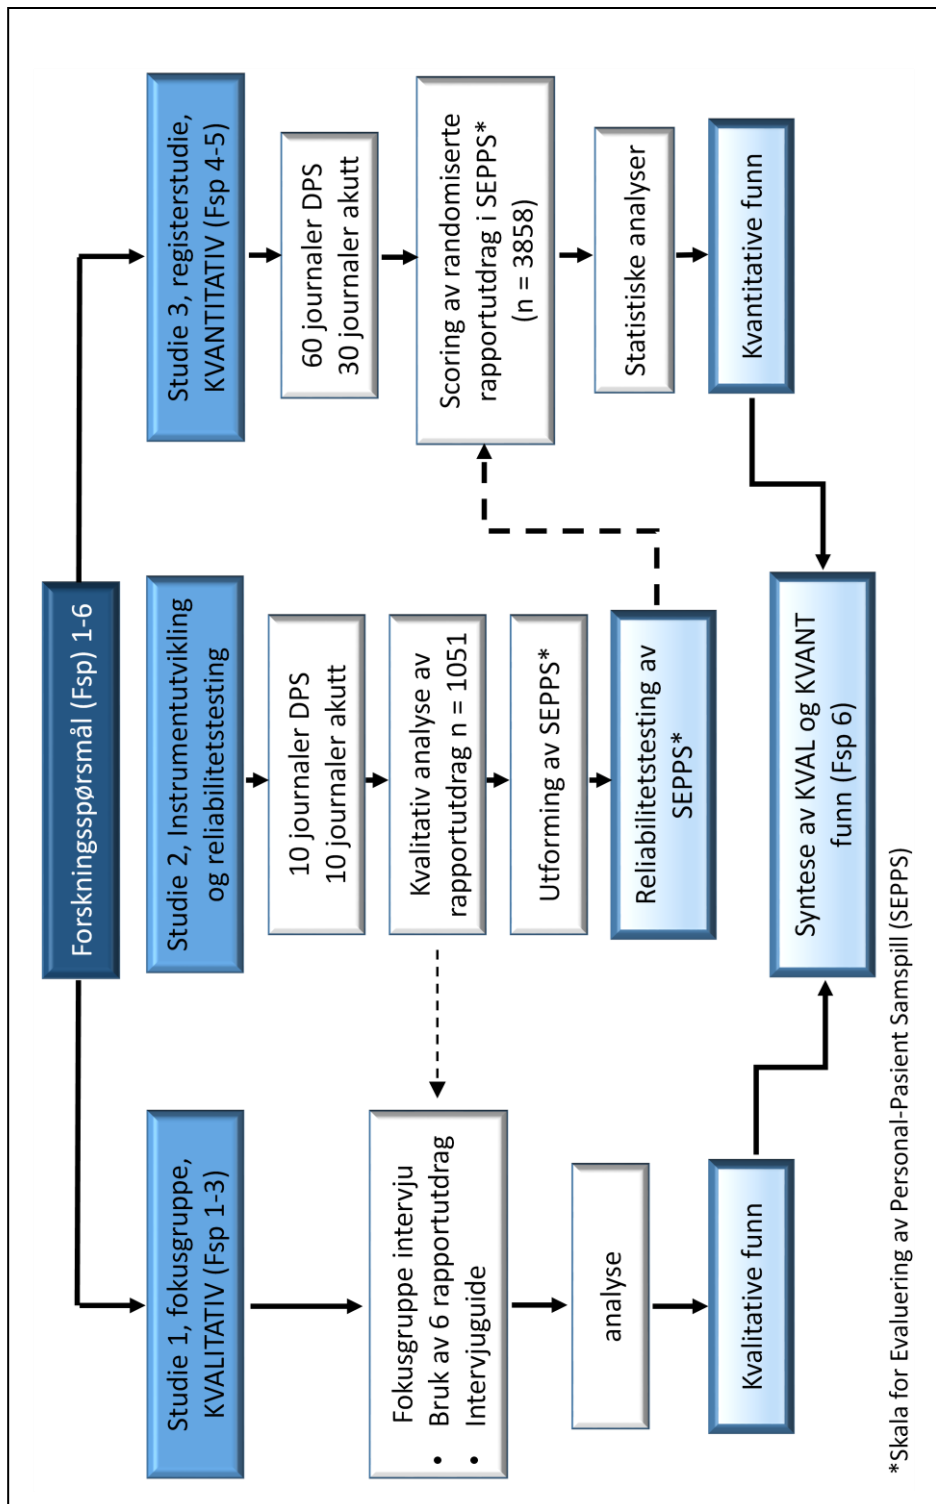 Forskningsspørsmål (Fsp) 1-6
Studie 1, fokusgruppe,
KVALITATIV (Fsp 1-3)
Fokusgruppe intervju
• Bruk av 6 rapportutdrag
• Intervjuguide
analyse
Kvalitative funn
Studie 2, Instrumentutvikling
og reliabilitetstesting
10 journaler DPS
10 journaler akutt
Kvalitativ analyse av
rapportutdrag n = 1051
Utforming av SEPPS*
Reliabilitetstesting av
SEPPS*
Studie 3, registerstudie,
KVANTITATIV (Fsp 4-5)
60 journaler DPS
30 journaler akutt
Scoring av randomiserte
rapportutdrag i SEPPS*
(n = 3858)
Statistiske analyser
Kvantitative funn
Syntese av KVAL og KVANT
funn (Fsp 6)
*Skala for Evaluering av Personal-Pasient Samspill (SEPPS)